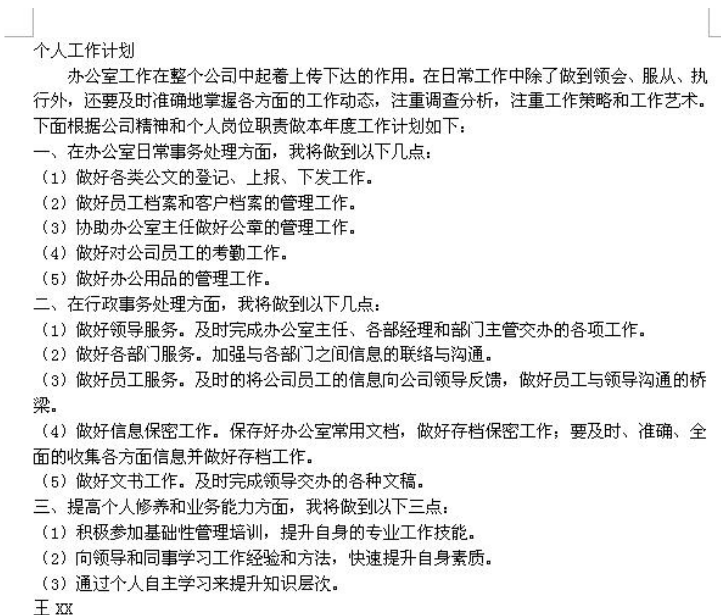 个人工作计划
办公室工作在整个公司中起着上传下达的作用。在日常工作中除了做到领会、服从、执
行外，还要及时准确地掌握各方面的工作动态，注重调查分析，注重工作策略和工作艺术。
下面根据公司精神和个人岗位职责做本年度工作计划如下：
一、在办公室日常事务处理方面，我将做到以下几点：
（1）做好各类公文的登记、上报、下发工作。
（2）做好员工档案和客户档案的管理工作。
（3）协助办公室主任做好公章的管理工作。
（4）做好对公司员工的考勤工作。
（5）做好办公用品的管理工作。
二、在行政事务处理方面，我将做到以下几点：
（1）做好领导服务。及时完成办公室主任、各部经理和部门主管交办的各项工作。
（2）做好各部门服务。加强与各部门之间信息的联络与沟通。
（3）做好员工服务。及时的将公司员工的信息向公司领导反馈，做好员工与领导沟通的桥
梁。
（4）做好信息保密工作。保存好办公室常用文档，做好存档保密工作；要及时、准确、全
面的收集各方面信息并做好存档工作。
（5）做好文书工作。及时完成领导交办的各种文稿。
三、提高个人修养和业务能力方面，我将做到以下三点：
（1）积极参加基础性管理培训，提升自身的专业工作技能。
（2）向领导和同事学习工作经验和方法，快速提升自身素质。
（3）通过个人自主学习来提升知识层次。
王 XX